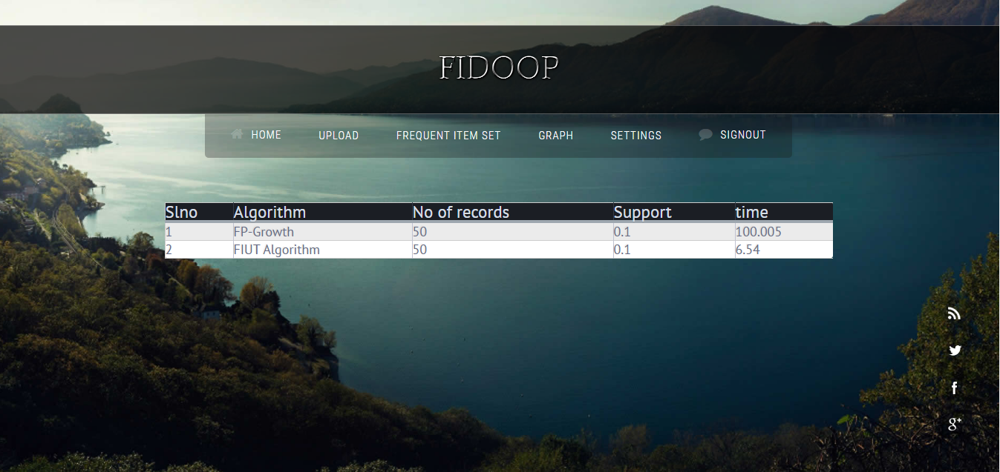 FIDOOP
HOME UPLOAD FREQUENT ITEM SET GRAPH SETTINGS SIGNOUT
Slno Algorithm No of records Support time
1 FP-Growth 50 0.1 100.005
2 FIUT Algorithm 50 0.1 6.54